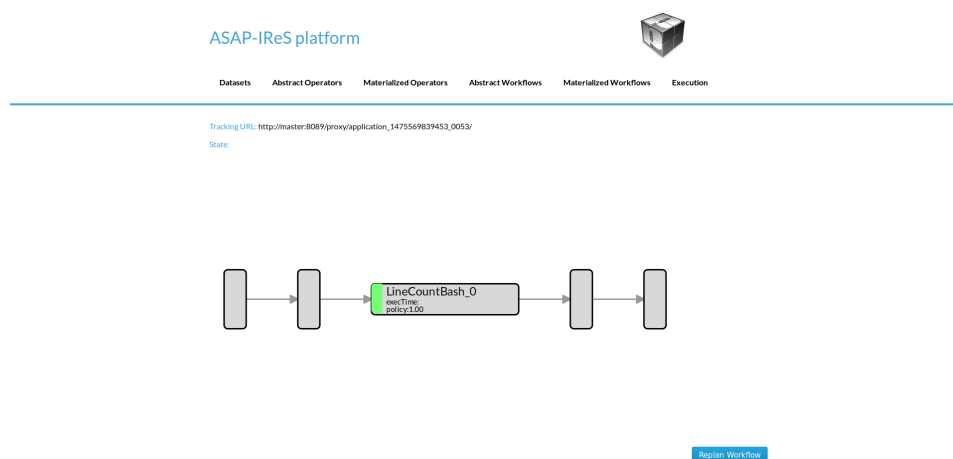 ASAP-IReS platform
Datasets Abstract Operators Materialized Operators Abstract Workflows Materialized Workflows Execution
Tracking URL: http://master:8089/proxy/application_1475569839453_0053/
State:
LineCountBash_0
execTime:
policy:1.00
Replan Workflow